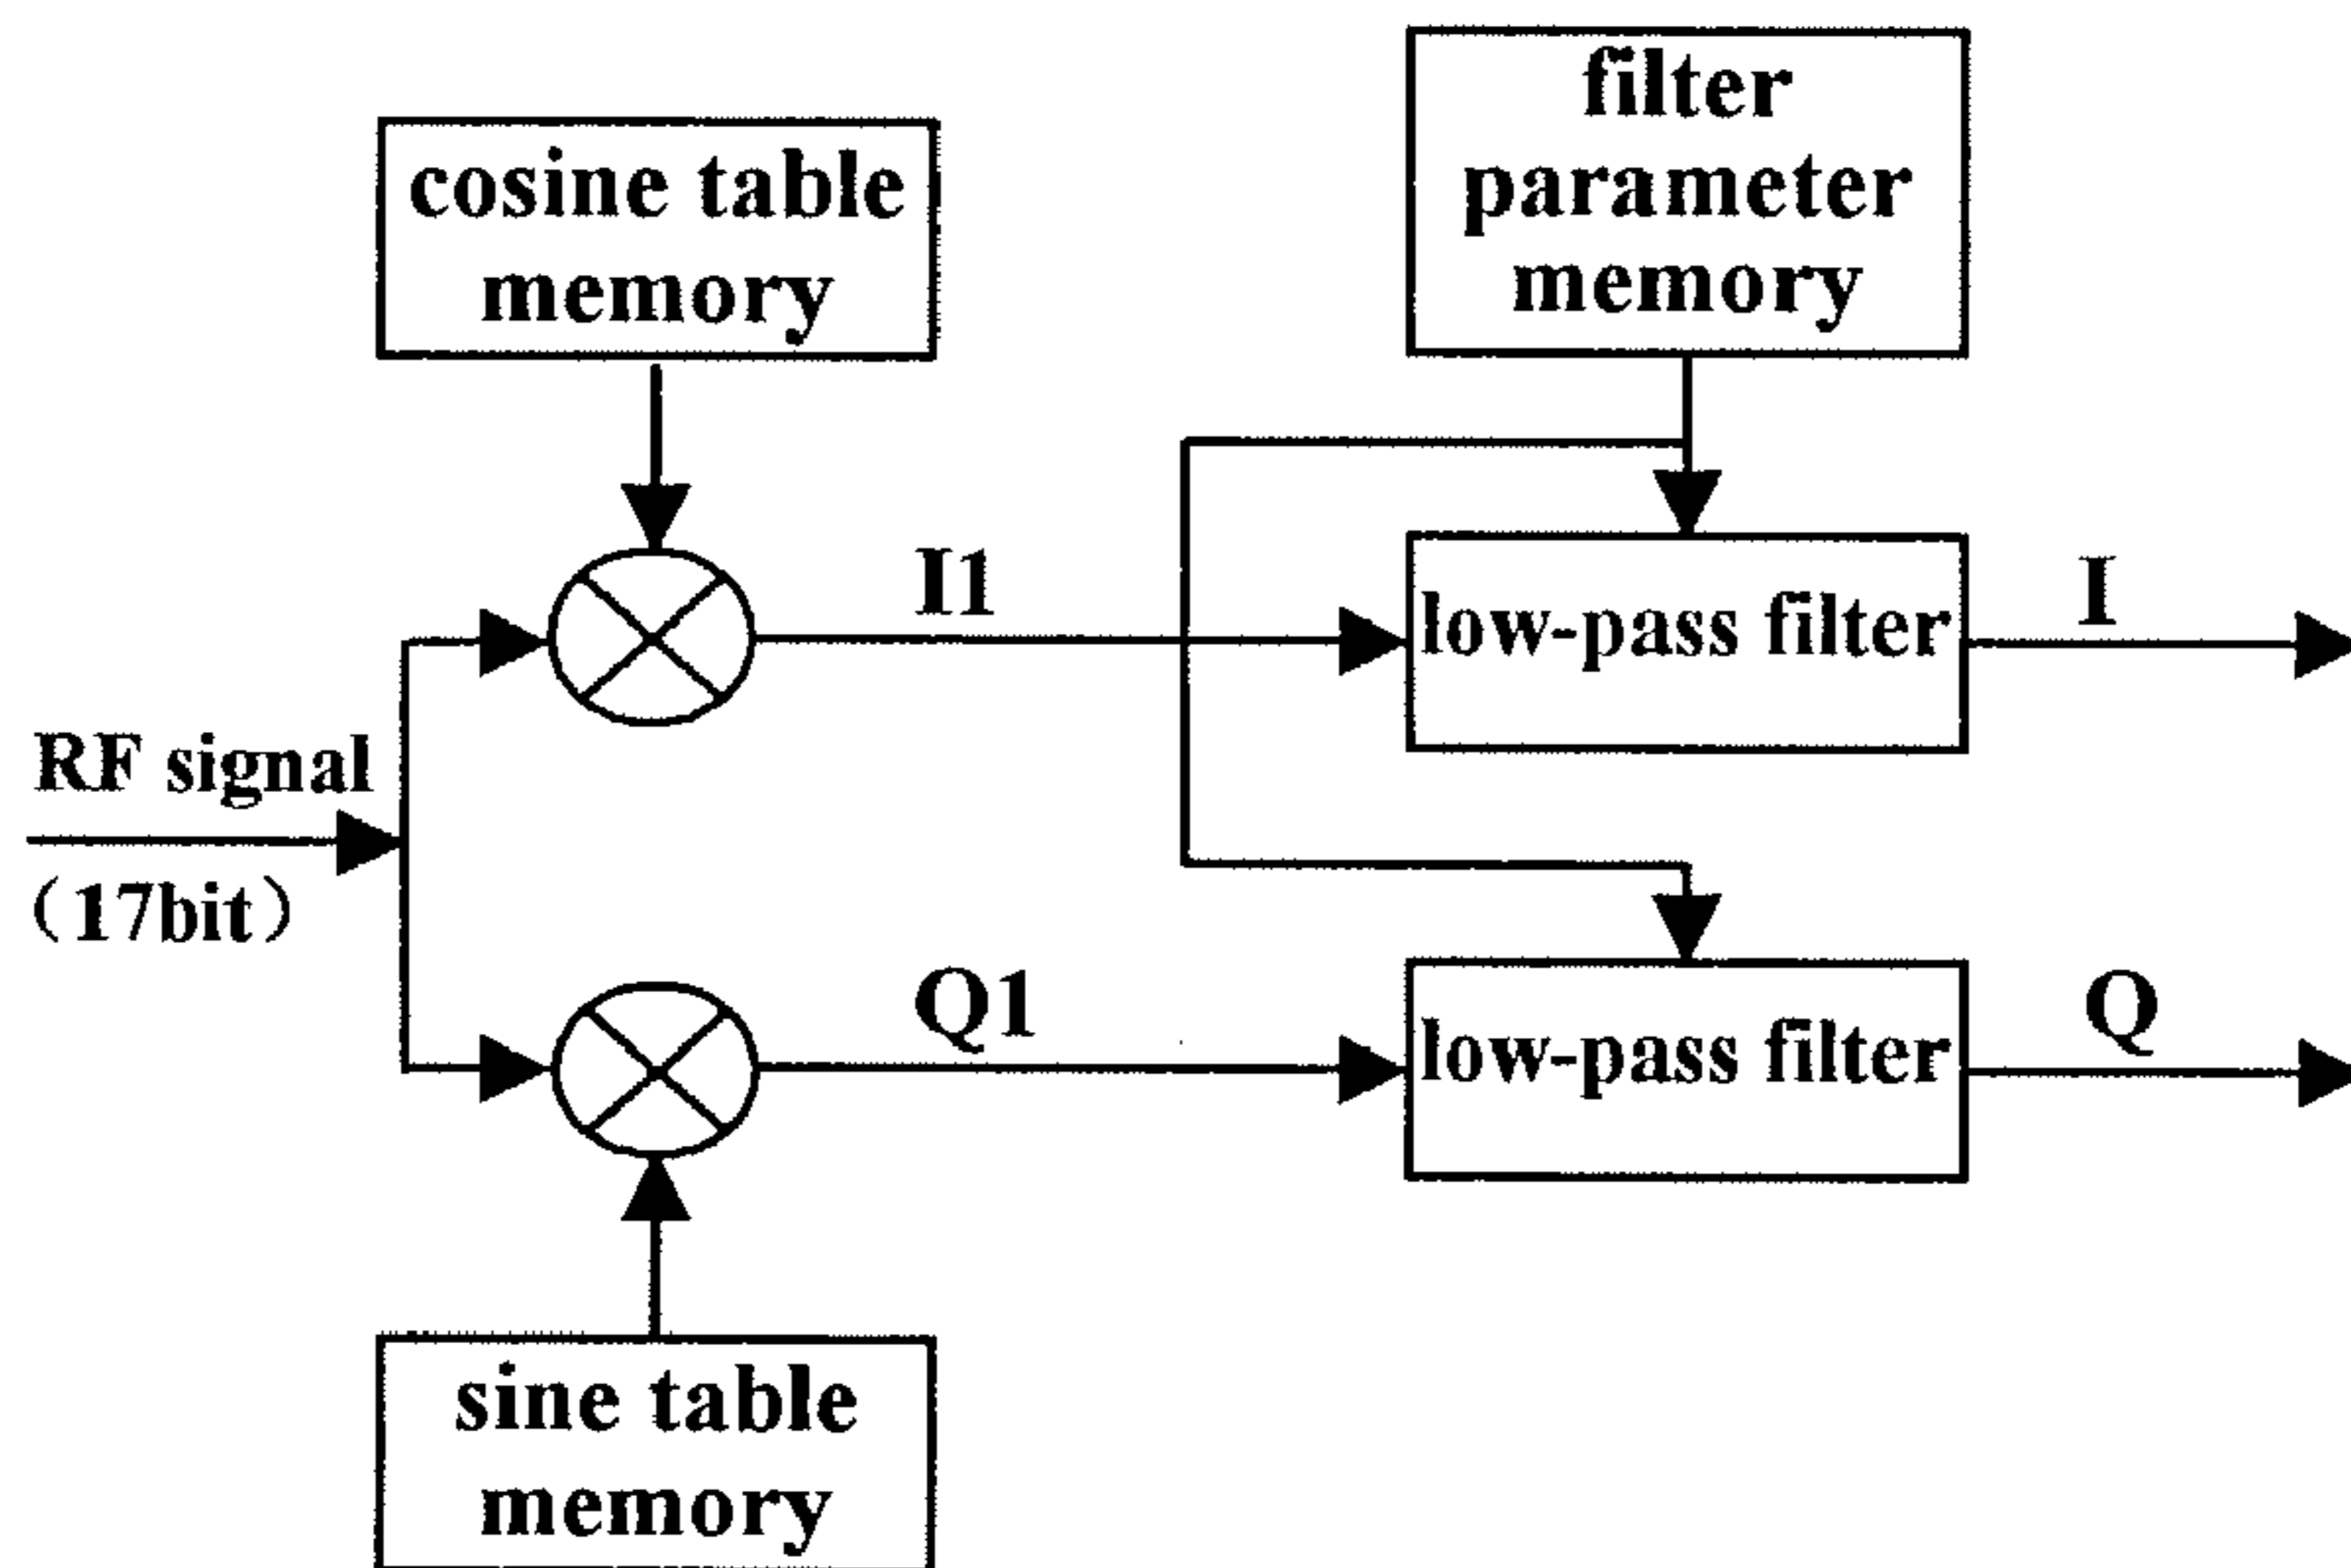 filter
parameter
memory
cosine table
memory
I1
I
low-pass filter
RF signal
（17bit）
Q1
Q
low-pass filter
sine table
memory